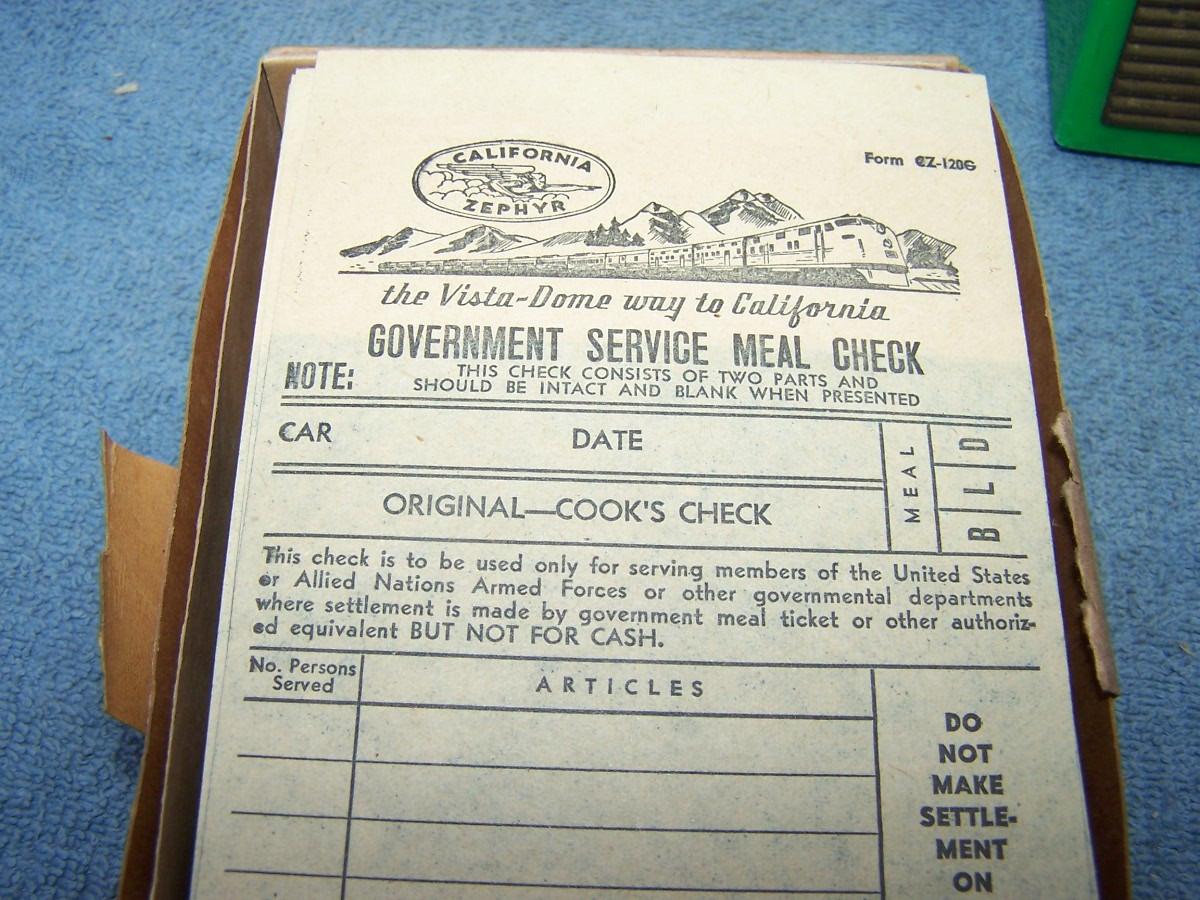 CALIFORNIA
ZEPHYR
Form CZ-120G
the Vista-Dome way to California
GOVERNMENT SERVICE MEAL CHECK
NOTE: THIS CHECK CONSISTS OF TWO PARTS AND
SHOULD BE INTACT AND BLANK WHEN PRESENTED
CAR DATE
MEAL
B L D
ORIGINAL—COOK'S CHECK
This check is to be used only for serving members of the United States
or Allied Nations Armed Forces or other governmental departments
where settlement is made by government meal ticket or other authoriz-
ed equivalent BUT NOT FOR CASH.
No. Persons
Served
ARTICLES
DO
NOT
MAKE
SETTLE-
MENT
ON